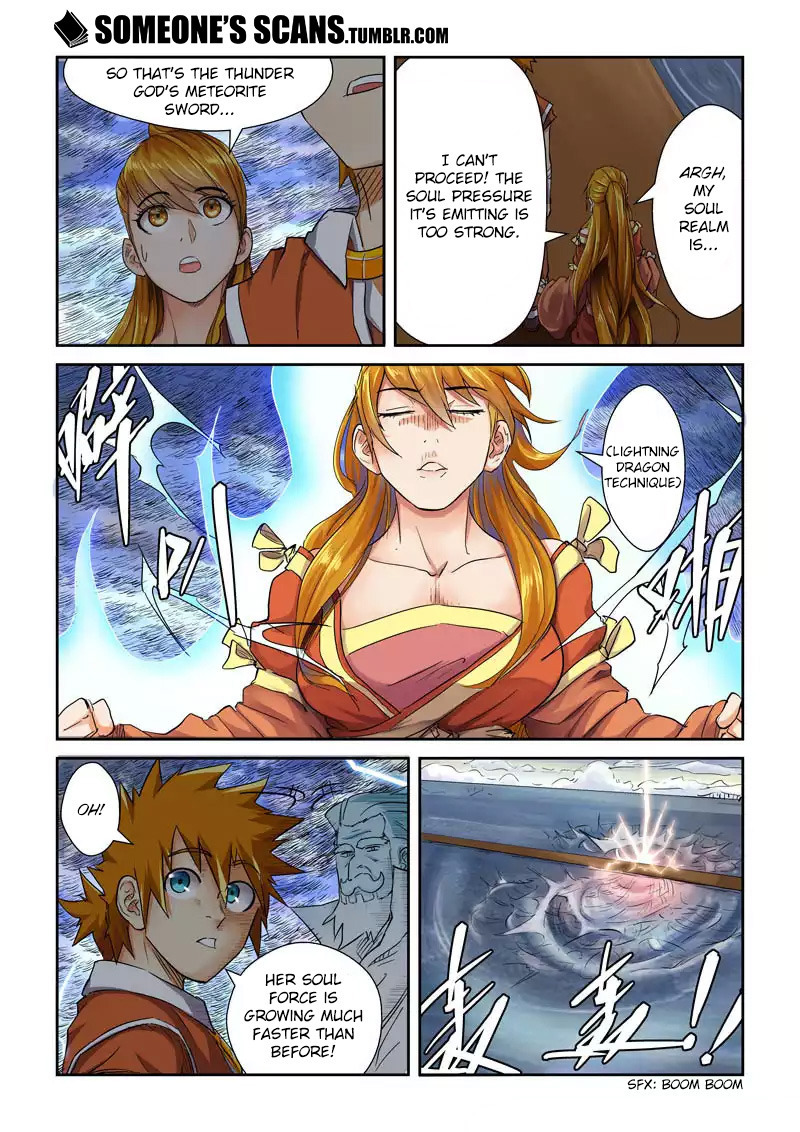 SOMEONE'S SCANS.TUMBLR.COM
SO THAT'S THE THUNDER
GOD'S METEORITE
SWORD...
ARGH,
MY
SOUL
REALM
IS...
I CAN'T
PROCEED! THE
SOUL PRESSURE
IT'S EMITTING IS
TOO STRONG.
噼
(LIGHTNING
DRAGON
TECHNIQUE)
啪
OH!
HER SOUL
FORCE IS
GROWING MUCH
FASTER THAN
BEFORE!
轰 轰!!
SFX: BOOM BOOM